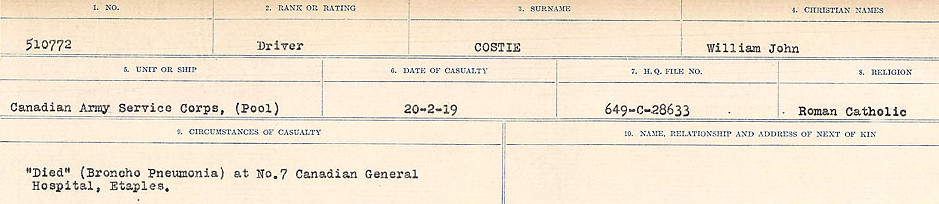 1. NO.
2. RANK OR RATING
3. SURNAME
4. CHRISTIAN NAMES
510772
Driver
COSTIE
William John
5. UNIT OR SHIP
6. DATE OF CASUALTY
7. H.Q. FILE NO.
8. RELIGION
Canadian Army Service Corps, (Pool)
20-2-19
649-C-28633
Roman Catholic
9. CIRCUMSTANCES OF CASUALTY
10. NAME, RELATIONSHIP AND ADDRESS OF NEXT OF KIN
"Died" (Broncho Pneumonia) at No.7 Canadian General
Hospital, Etaples.